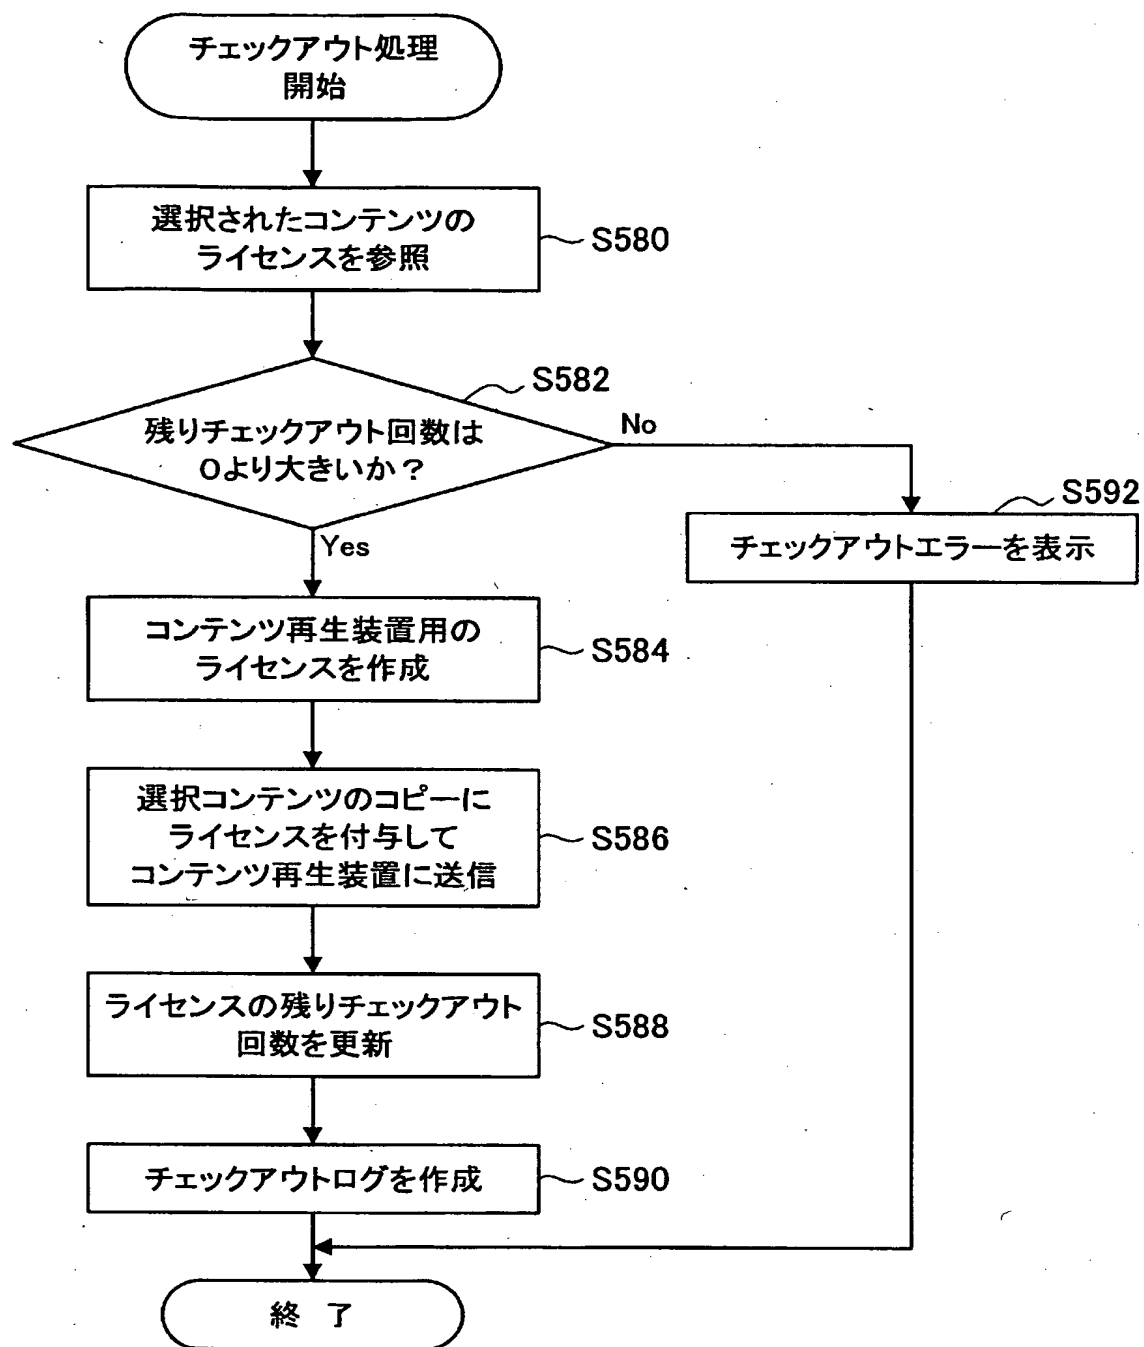 チェックアウト処理
開始
選択されたコンテンツの
ライセンスを参照
S580
S582
残りチェックアウト回数は
0より大きいか？
No
Yes
S592
チェックアウトエラーを表示
コンテンツ再生装置用の
ライセンスを作成
S584
選択コンテンツのコピーに
ライセンスを付与して
コンテンツ再生装置に送信
S586
ライセンスの残りチェックアウト
回数を更新
S588
チェックアウトログを作成
S590
終 了